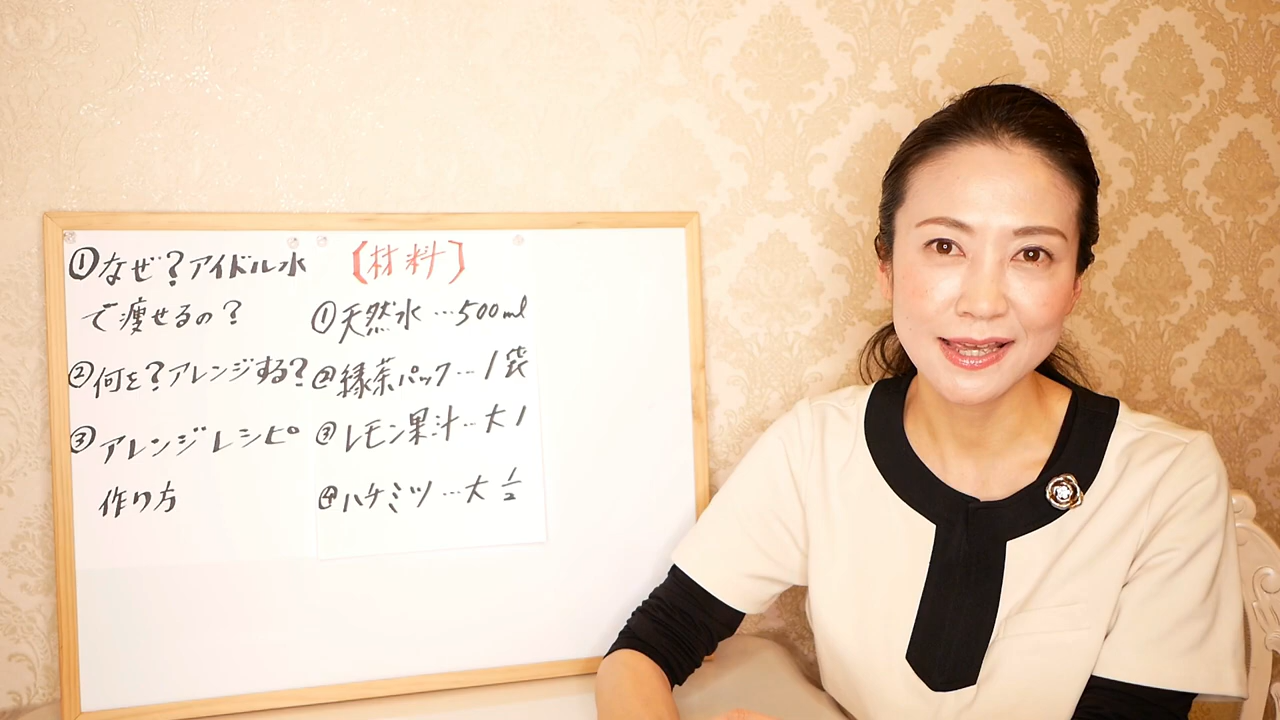 ①なぜ?アイドル水
で痩せるの?
②何を?アレンジする?
③アレンジレシピ
作り方
【材料】
①天然水…500ml
②緑茶パック…1袋
③レモン果汁…大1
④ハチミツ…大1/2